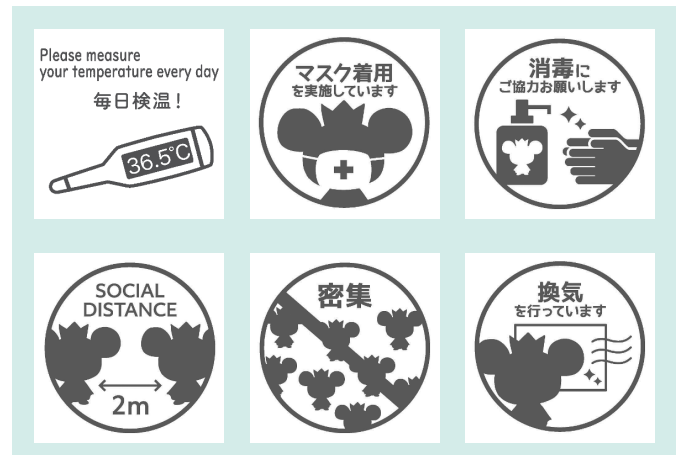 Please measure
your temperature every day
毎日検温!
36.5℃
マスク着用
を実施しています
消毒に
ご協力お願いします
SOCIAL
DISTANCE
2m
密集
換気
を行っています